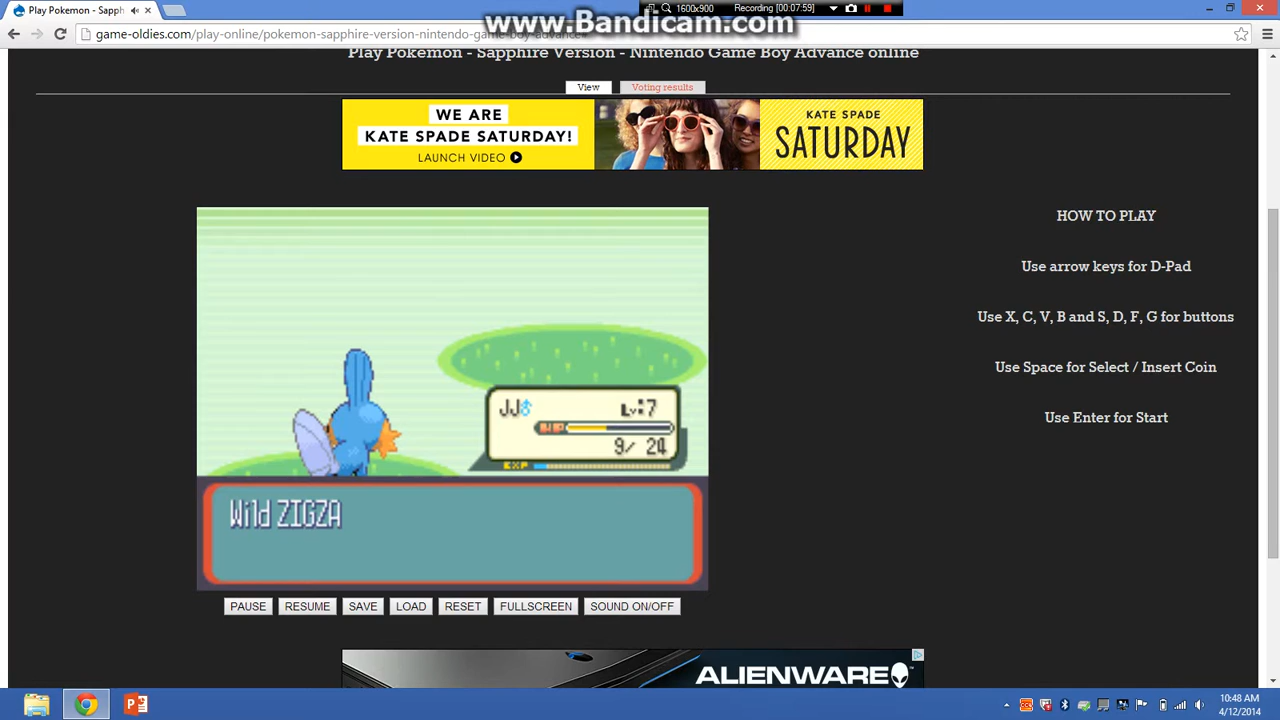 Play Pokemon - Sapph
1600x900
Recording [00:07:59]
www.Bandicam.com
game-oldies.com/play-online/pokemon-sapphire-version-nintendo-game-boy-advance
Play Pokemon - Sapphire Version - Nintendo Game Boy Advance online
View
Voting results
WE ARE
KATE SPADE SATURDAY!
LAUNCH VIDEO
KATE SPADE
SATURDAY
HOW TO PLAY
Use arrow keys for D-Pad
Use X, C, V, B and S, D, F, G for buttons
Use Space for Select / Insert Coin
Use Enter for Start
JJ♂ Lv:7
HP
9/ 24
EXP
Wild ZIGZA
PAUSE
RESUME
SAVE
LOAD
RESET
FULLSCREEN
SOUND ON/OFF
ALIENWARE
10:48 AM
4/12/2014